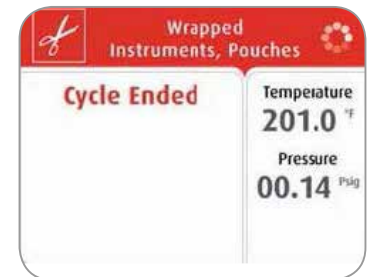 Wrapped
Instruments, Pouches
Cycle Ended
Temperature
201.0 °F
Pressure
00.14 Psig